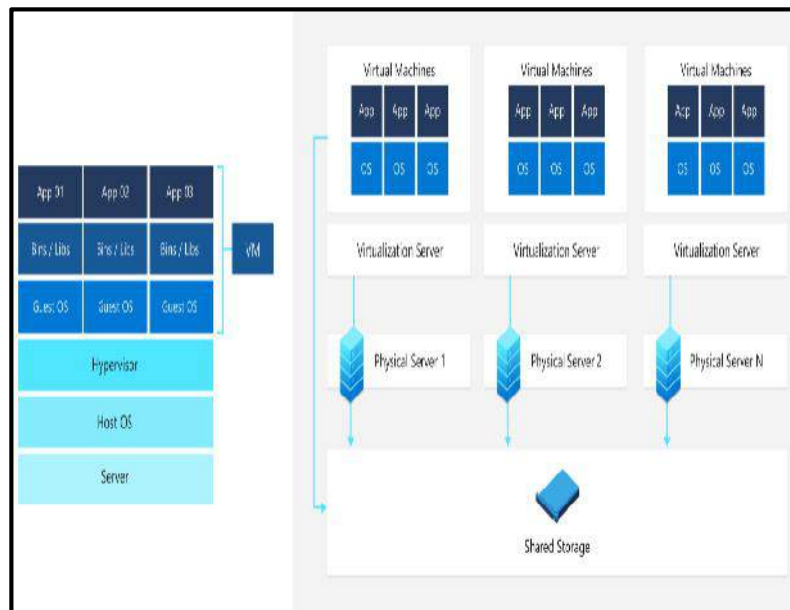 App 01 App 02 App 03
Bins / Libs Bins / Libs Bins / Libs
Guest OS Guest OS Guest OS
VM
Hypervisor
Host OS
Server
Virtual Machines Virtual Machines Virtual Machines
App App App App App App App App App
OS OS OS OS OS OS OS OS OS
Virtualization Server Virtualization Server Virtualization Server
Physical Server 1 Physical Server 2 Physical Server N
Shared Storage